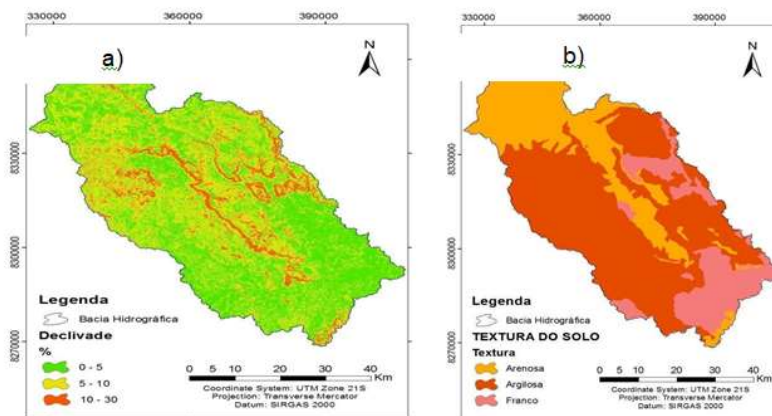 330000 360000 390000
a)
N
8330000
8300000
8270000
Legenda
Bacia Hidrográfica
Declivade
%
0 - 5
5 - 10
10 - 30
0 5 10 20 30 40
Km
Coordinate System: UTM Zone 21S
Projection: Transverse Mercator
Datum: SIRGAS 2000
330000 360000 390000
b)
N
8330000
8300000
8270000
Legenda
Bacia Hidrográfica
TEXTURA DO SOLO
Textura
Arenosa
Argilosa
Franco
0 5 10 20 30 40
Km
Coordinate System: UTM Zone 21S
Projection: Transverse Mercator
Datum: SIRGAS 2000